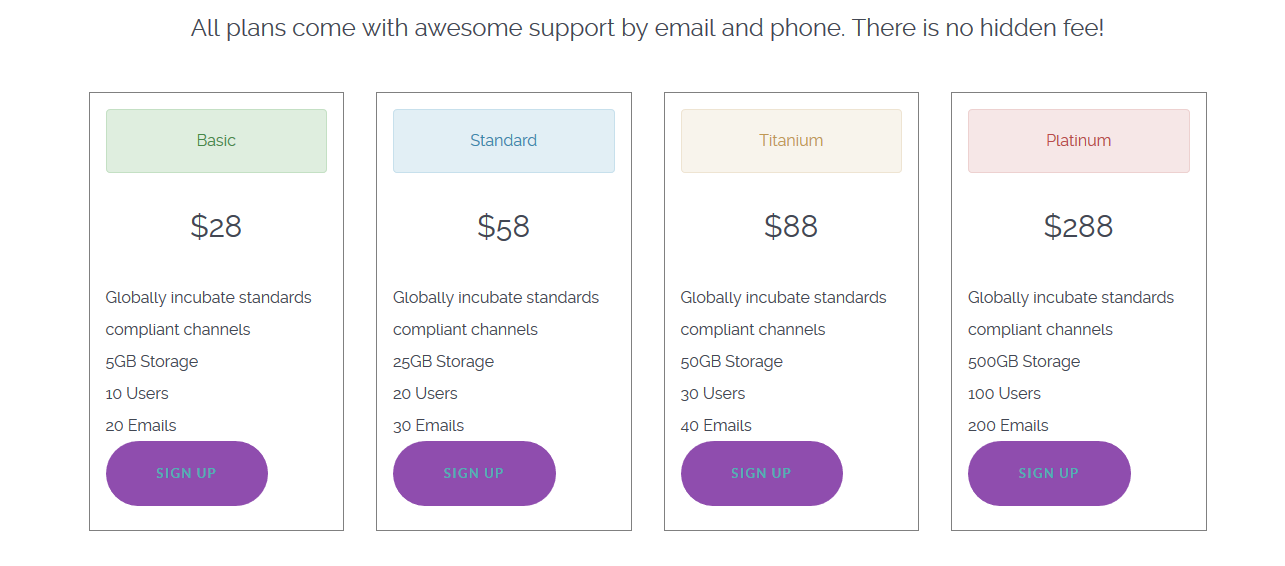 All plans come with awesome support by email and phone. There is no hidden fee!
Basic
$28
Globally incubate standards
compliant channels
5GB Storage
10 Users
20 Emails
SIGN UP
Standard
$58
Globally incubate standards
compliant channels
25GB Storage
20 Users
30 Emails
SIGN UP
Titanium
$88
Globally incubate standards
compliant channels
50GB Storage
30 Users
40 Emails
SIGN UP
Platinum
$288
Globally incubate standards
compliant channels
500GB Storage
100 Users
200 Emails
SIGN UP